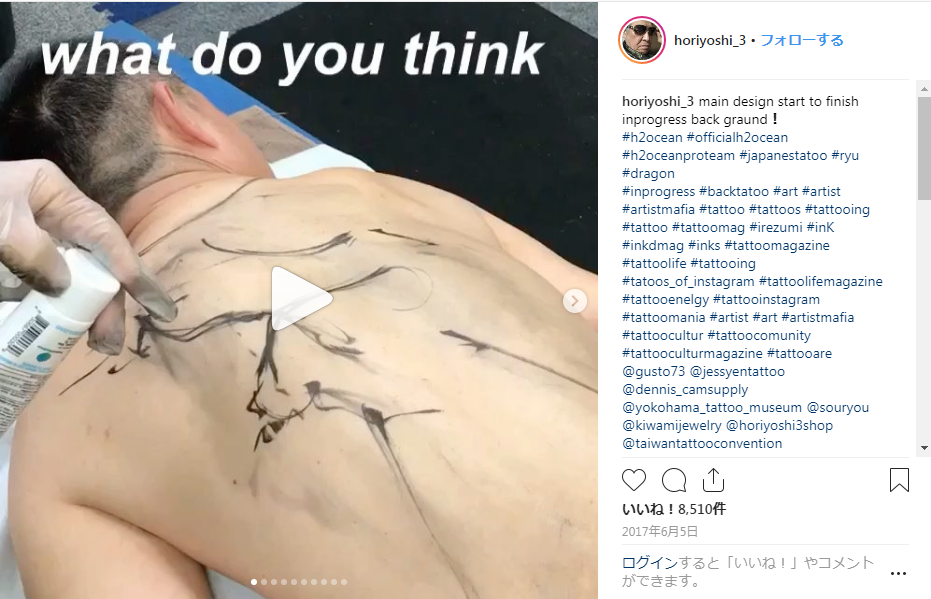 what do you think
horiyoshi_3 • フォローする
horiyoshi_3 main design start to finish
inprogress back graund！
#h2ocean #officialh2ocean
#h2oceanproteam #japanestatoo #ryu
#dragon
#inprogress #backtatoo #art #artist
#artistmafia #tattoo #tattoos #tattooing
#tattoo #tattoomag #irezumi #inK
#inkdmag #inks #tattoomagazine
#tattoolife #tattooing
#tatoos_of_instagram #tattoolifemagazine
#tattooenelgy #tattooinstagram
#tattoomania #artist #art #artistmafia
#tattoocultur #tattoocomunity
#tattooculturmagazine #tattooare
@gusto73 @jessyentattoo
@dennis_camsupply
@yokohama_tattoo_museum @souryou
@kiwamijewelry @horiyoshi3shop
@taiwantattooconvention
いいね！8,510件
2017年6月5日
ログインすると「いいね！」やコメント
ができます。